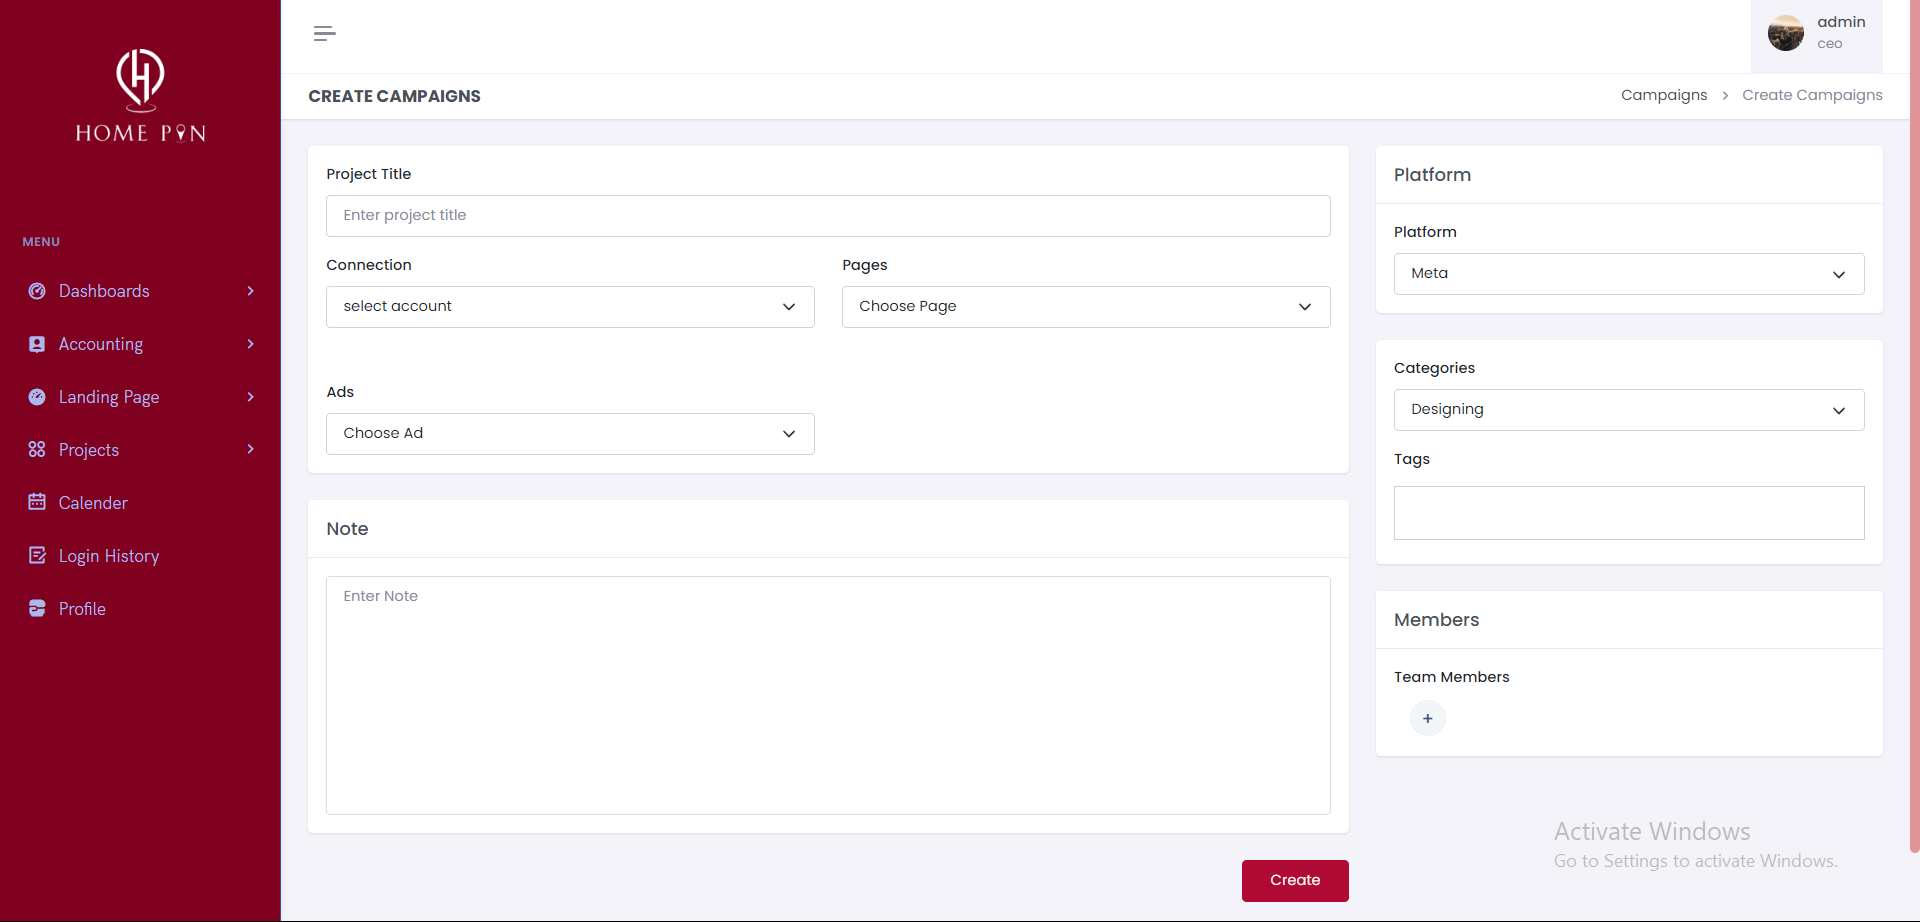 HOME PIN
MENU
Dashboards
Accounting
Landing Page
Projects
Calender
Login History
Profile
admin
ceo
CREATE CAMPAIGNS
Campaigns > Create Campaigns
Project Title
Enter project title
Connection
select account
Pages
Choose Page
Ads
Choose Ad
Note
Enter Note
Create
Platform
Platform
Meta
Categories
Designing
Tags
Members
Team Members
+
Activate Windows
Go to Settings to activate Windows.